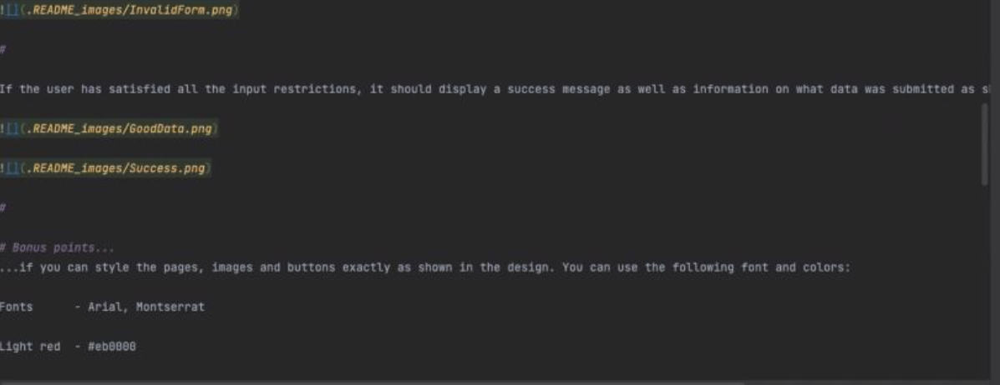 ![](.README_images/InvalidForm.png)
#
If the user has satisfied all the input restrictions, it should display a success message as well as information on what data was submitted as
![](.README_images/GoodData.png)
![](.README_images/Success.png)
#
# Bonus points...
...if you can style the pages, images and buttons exactly as shown in the design. You can use the following font and colors:
Fonts - Arial, Montserrat
Light red - #eb0000